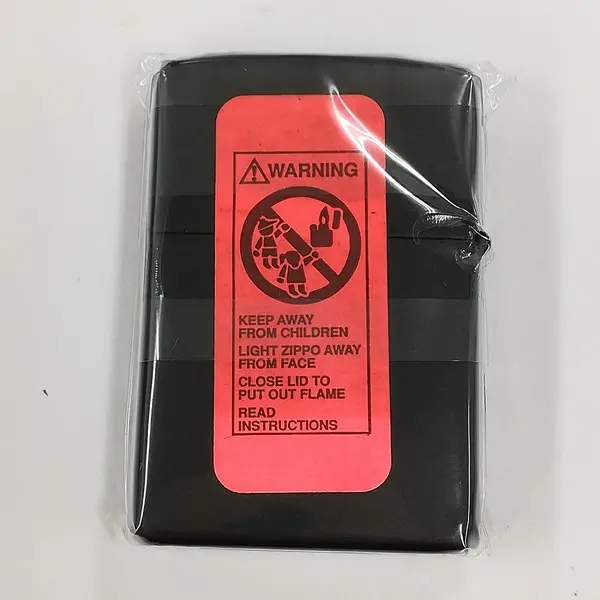 ⚠WARNING
KEEP AWAY
FROM CHILDREN
LIGHT ZIPPO AWAY
FROM FACE
CLOSE LID TO
PUT OUT FLAME
READ
INSTRUCTIONS